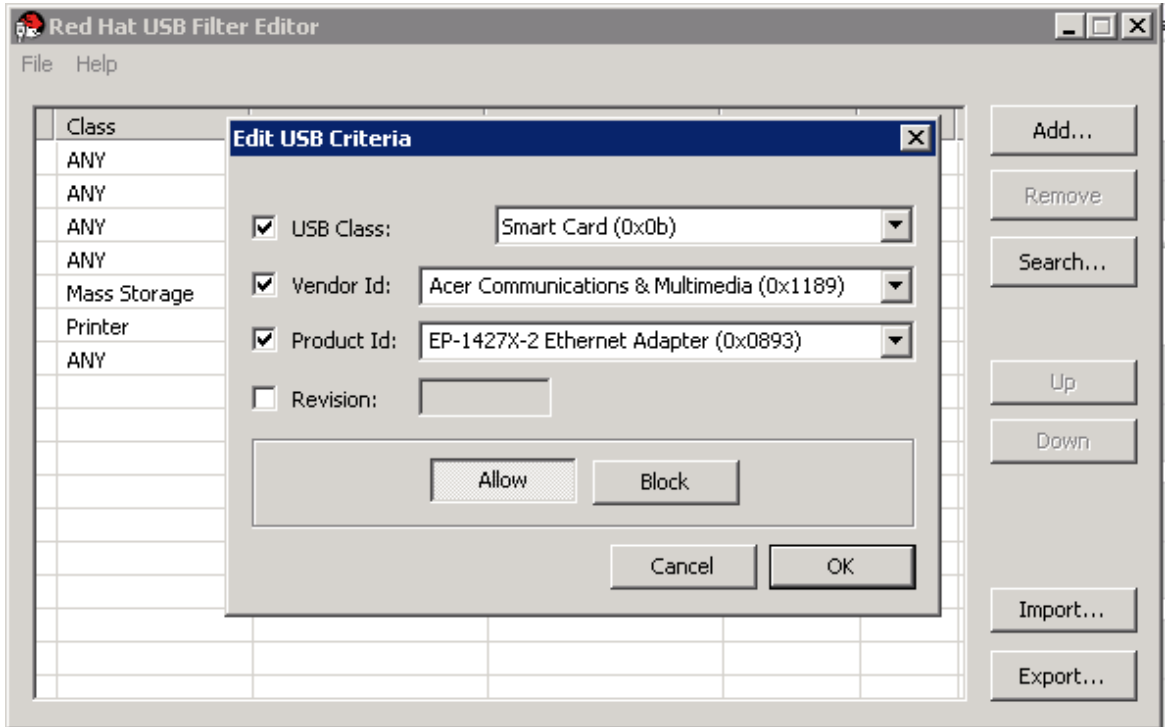 Red Hat USB Filter Editor
File Help
Class
ANY
ANY
ANY
ANY
Mass Storage
Printer
ANY
Edit USB Criteria
USB Class: Smart Card (0x0b)
Vendor Id: Acer Communications & Multimedia (0x1189)
Product Id: EP-1427X-2 Ethernet Adapter (0x0893)
Revision:
Allow Block
Cancel OK
Add...
Remove
Search...
Up
Down
Import...
Export...